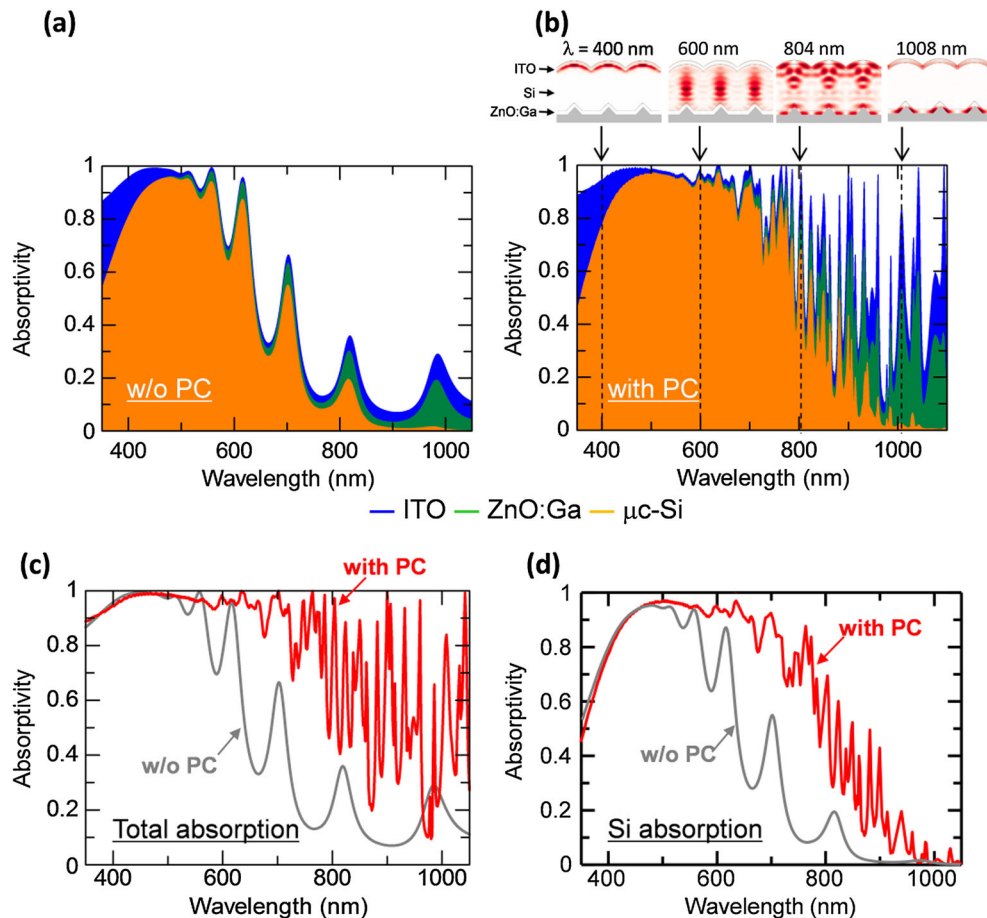 (a)
(b)
λ = 400 nm 600 nm 804 nm 1008 nm
ITO
Si
ZnO:Ga
1
0.8
0.6
0.4
0.2
0
Absorptivity
w/o PC
400 600 800 1000
Wavelength (nm)
1
0.8
0.6
0.4
0.2
0
Absorptivity
with PC
400 500 600 700 800 900 1000
Wavelength (nm)
ITO ZnO:Ga μc-Si
(c)
1
0.8
0.6
0.4
0.2
0
Absorptivity
with PC
w/o PC
Total absorption
400 600 800 1000
Wavelength (nm)
(d)
1
0.8
0.6
0.4
0.2
0
Absorptivity
with PC
w/o PC
Si absorption
400 600 800 1000
Wavelength (nm)